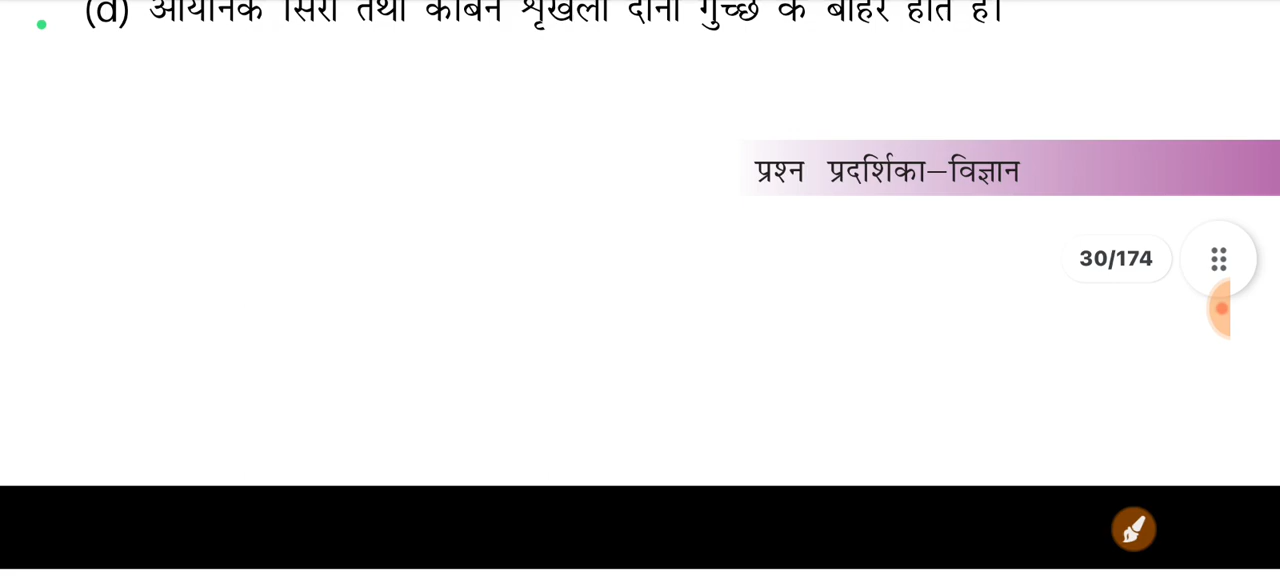 (d) आयनिक सिरा तथा कार्बन शृंखला दोनों गुच्छे के बाहर होते हैं।
प्रश्न प्रदर्शिका–विज्ञान
30/174